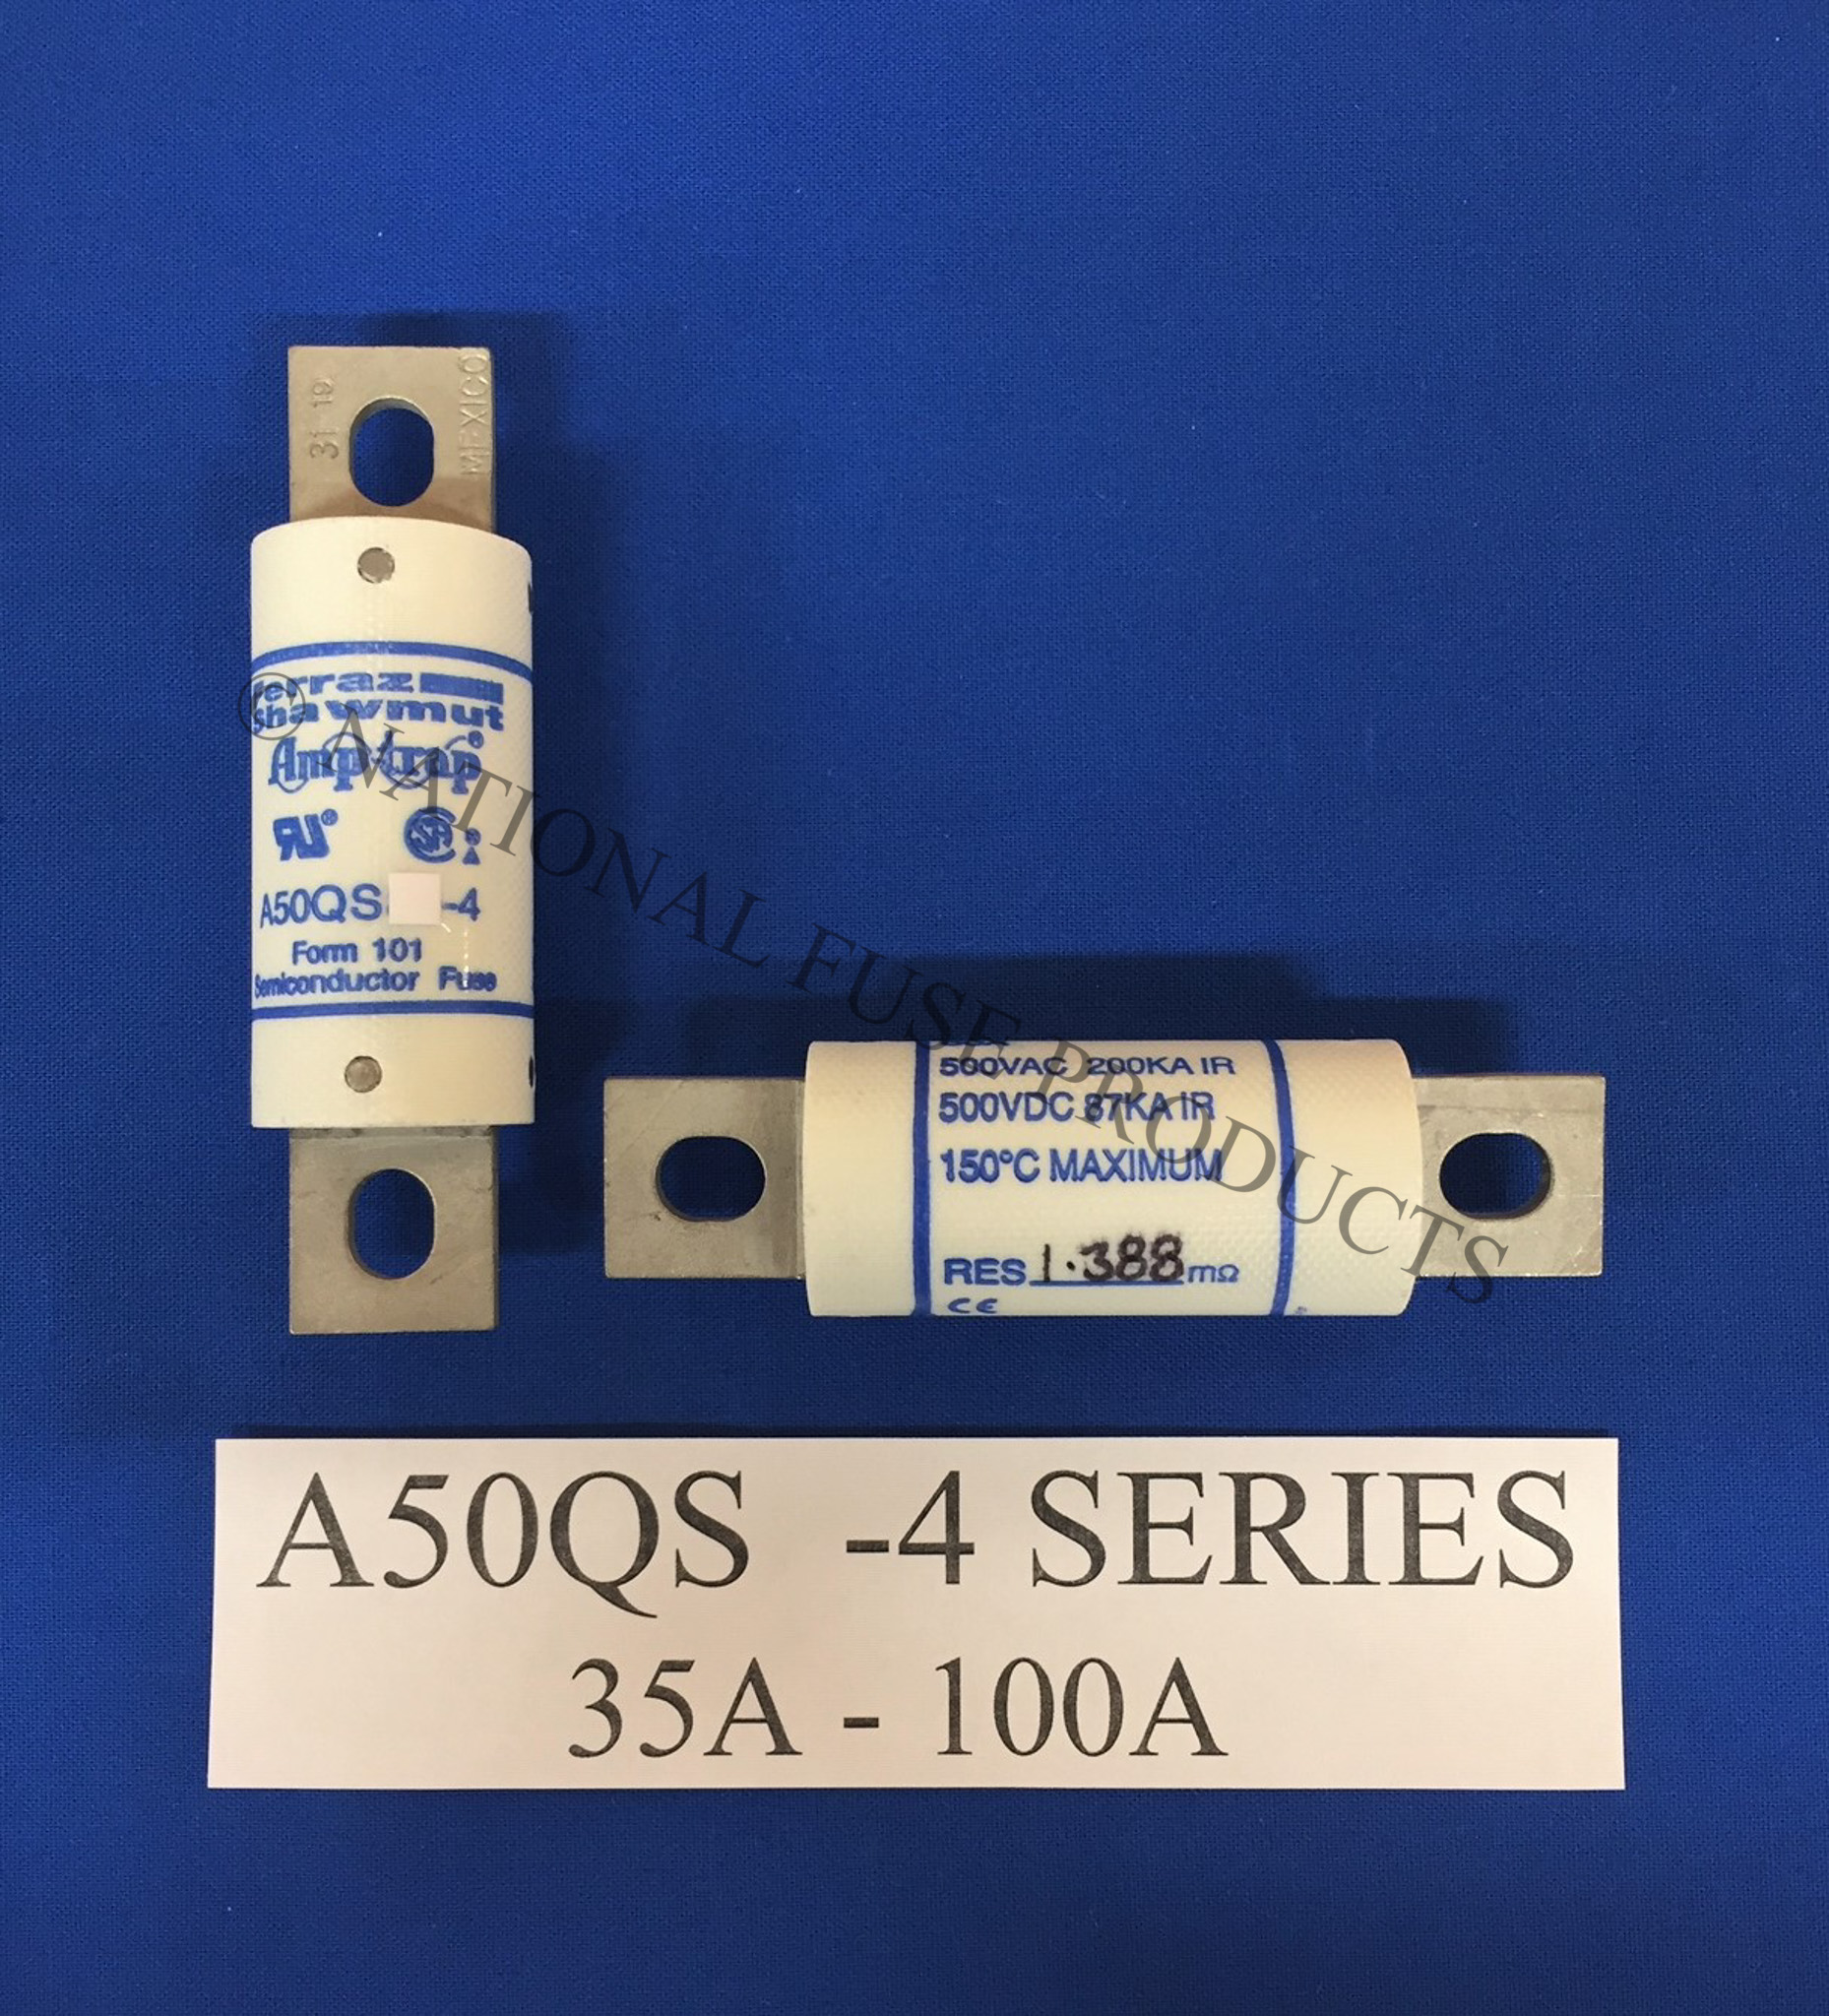 31 19
MEXICO
ferraz
shawmut
Amp-trap®
RU®
A50QS -4
Form 101
Semiconductor Fuse
500VAC 200KA IR
500VDC 87KA IR
150°C MAXIMUM
RES 1.388 mΩ
CE
© NATIONAL FUSE PRODUCTS
A50QS -4 SERIES
35A - 100A